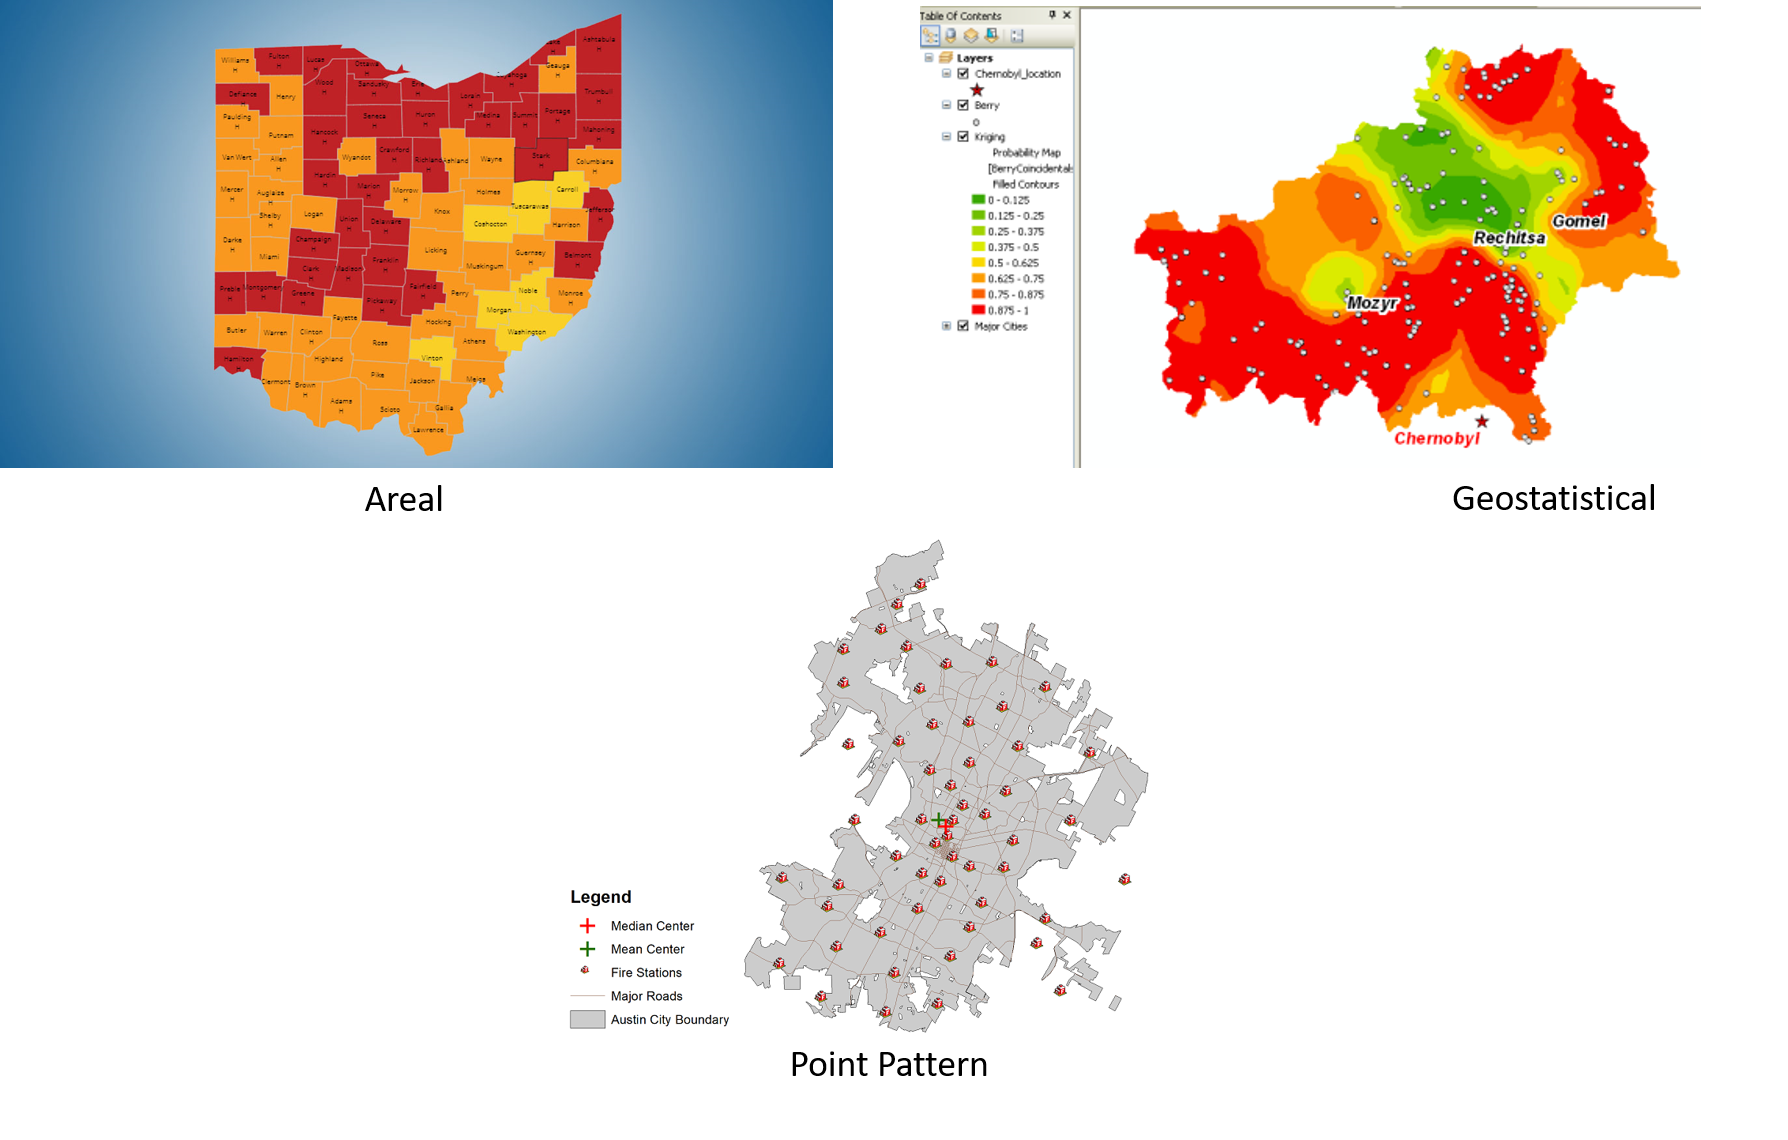 Ashtabula
H
Lake
H
Williams
H
Fulton
H
Lucas
H
Ottawa
H
Geauga
H
Cuyahoga
H
Wood
H
Sandusky
H
Erie
H
Lorain
H
Trumbull
H
Defiance
H
Henry
Portage
H
Paulding
H
Seneca
H
Huron
H
Medina
H
Summit
H
Mahoning
H
Putnam
Hancock
H
Van Wert
Allen
H
Wyandot
H
Crawford
H
Richland
H
Ashland
Wayne
Stark
H
Columbiana
H
Hardin
H
Mercer
H
Auglaize
H
Marion
H
Morrow
H
Holmes
Carroll
Tuscarawas
Jefferson
H
Shelby
H
Logan
Union
H
Delaware
H
Knox
Coshocton
Harrison
Darke
H
Miami
Champaign
H
Licking
Guernsey
H
Belmont
H
Clark
H
Madison
H
Franklin
H
Muskingum
Preble
H
Montgomery
H
Greene
H
Pickaway
H
Fairfield
H
Perry
Noble
Monroe
H
Morgan
Fayette
Hocking
Washington
Butler
Warren
Clinton
H
Ross
Athens
Hamilton
H
Highland
Vinton
Clermont
Brown
H
Pike
Jackson
Meigs
Adams
H
Scioto
Gallia
Lawrence
Areal
Table Of Contents
Layers
Chernobyl_location
Berry
Kriging
Probability Map
[BerryCoincidentals
Filled Contours
0 - 0.125
0.125 - 0.25
0.25 - 0.375
0.375 - 0.5
0.5 - 0.625
0.625 - 0.75
0.75 - 0.875
0.875 - 1
Major Cities
Gomel
Rechitsa
Mozyr
Chernobyl
Geostatistical
Legend
Median Center
Mean Center
Fire Stations
Major Roads
Austin City Boundary
Point Pattern